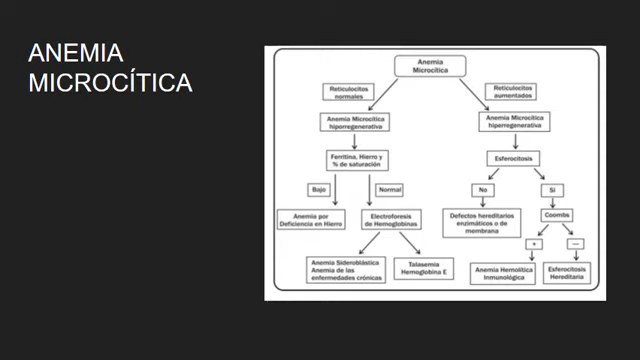 ANEMIA
MICROCÍTICA
Anemia
Microcítica
Reticulocitos
normales
Reticulocitos
aumentados
Anemia Microcítica
hiporregenerativa
Anemia Microcítica
hiperregenerativa
Ferritina, Hierro y
% de saturación
Esferocitosis
Bajo
Normal
No
Si
Anemia por
Deficiencia en Hierro
Electroforesis
de Hemoglobinas
Defectos hereditarios
enzimáticos o de
membrana
Coombs
+
—
Anemia Sideroblástica
Anemia de las
enfermedades crónicas
Talasemia
Hemoglobina E
Anemia Hemolítica
Inmunológica
Esferocitosis
Hereditaria